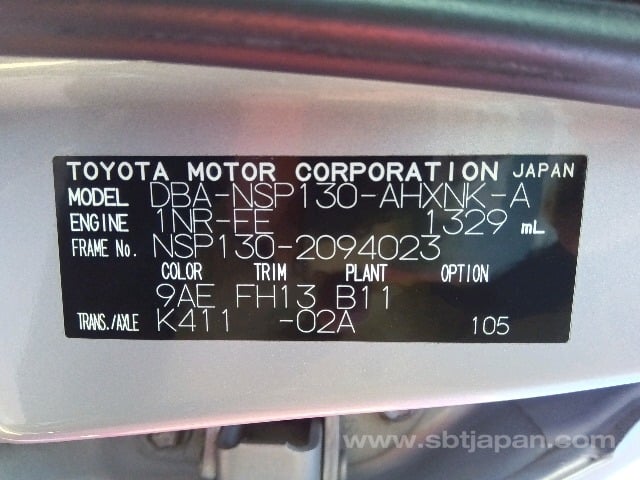 TOYOTA MOTOR CORPORATION JAPAN
MODEL DBA-NSP130-AHXNK-A
ENGINE 1NR-FE 1329 mL
FRAME No. NSP130-2094023
COLOR TRIM PLANT OPTION
9AE FH13 B11
TRANS./AXLE K411 -02A 105
www.sbtjapan.com